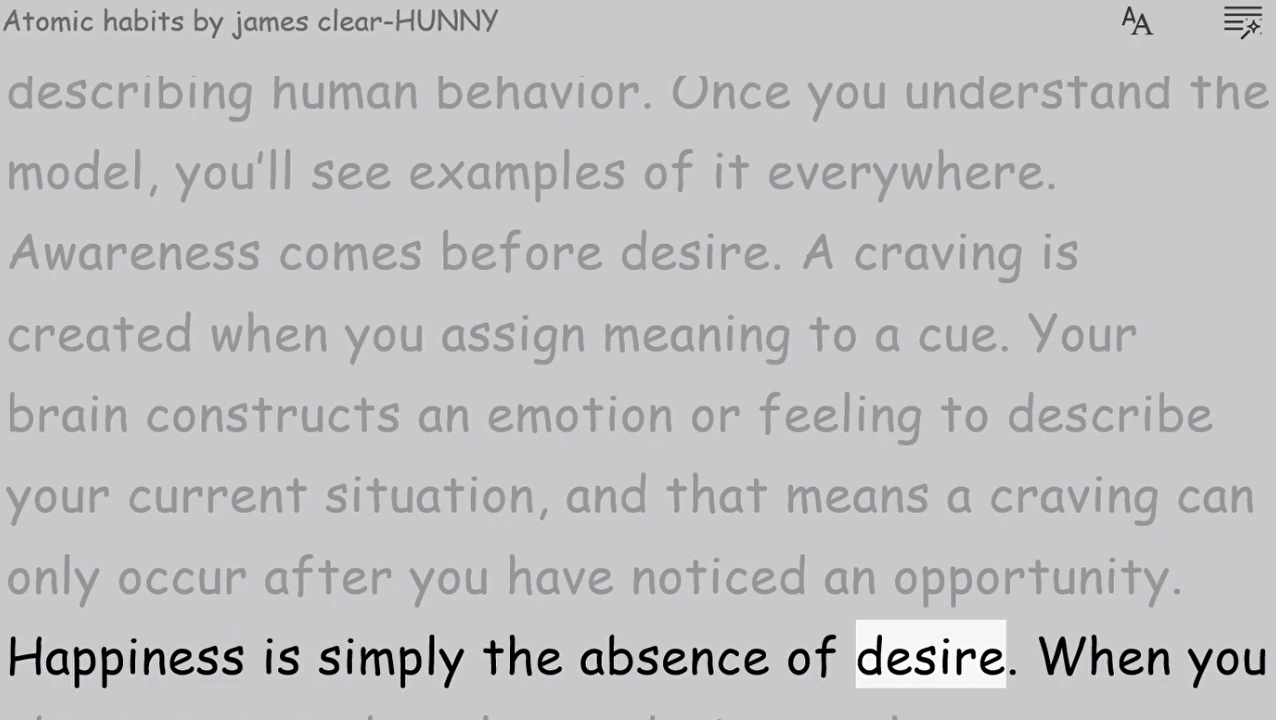 Atomic habits by james clear-HUNNY
AA
describing human behavior. Once you understand the
model, you'll see examples of it everywhere.
Awareness comes before desire. A craving is
created when you assign meaning to a cue. Your
brain constructs an emotion or feeling to describe
your current situation, and that means a craving can
only occur after you have noticed an opportunity.
Happiness is simply the absence of desire. When you